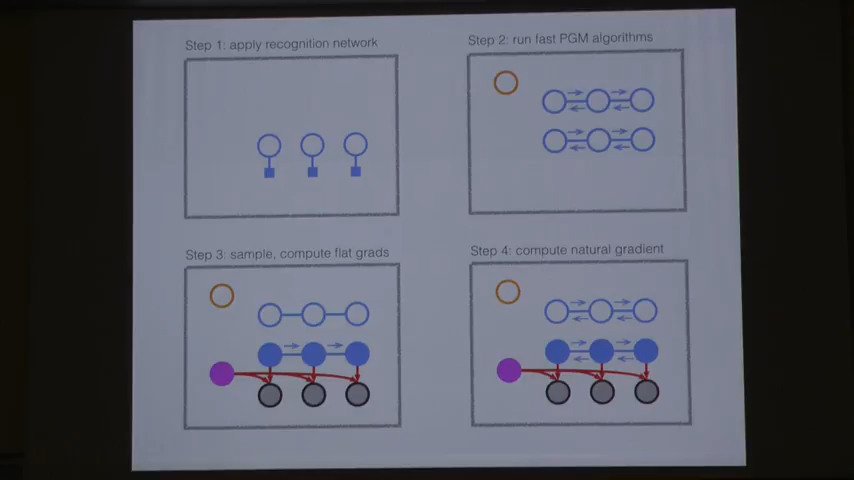 Step 1: apply recognition network
Step 2: run fast PGM algorithms
Step 3: sample, compute flat grads
Step 4: compute natural gradient